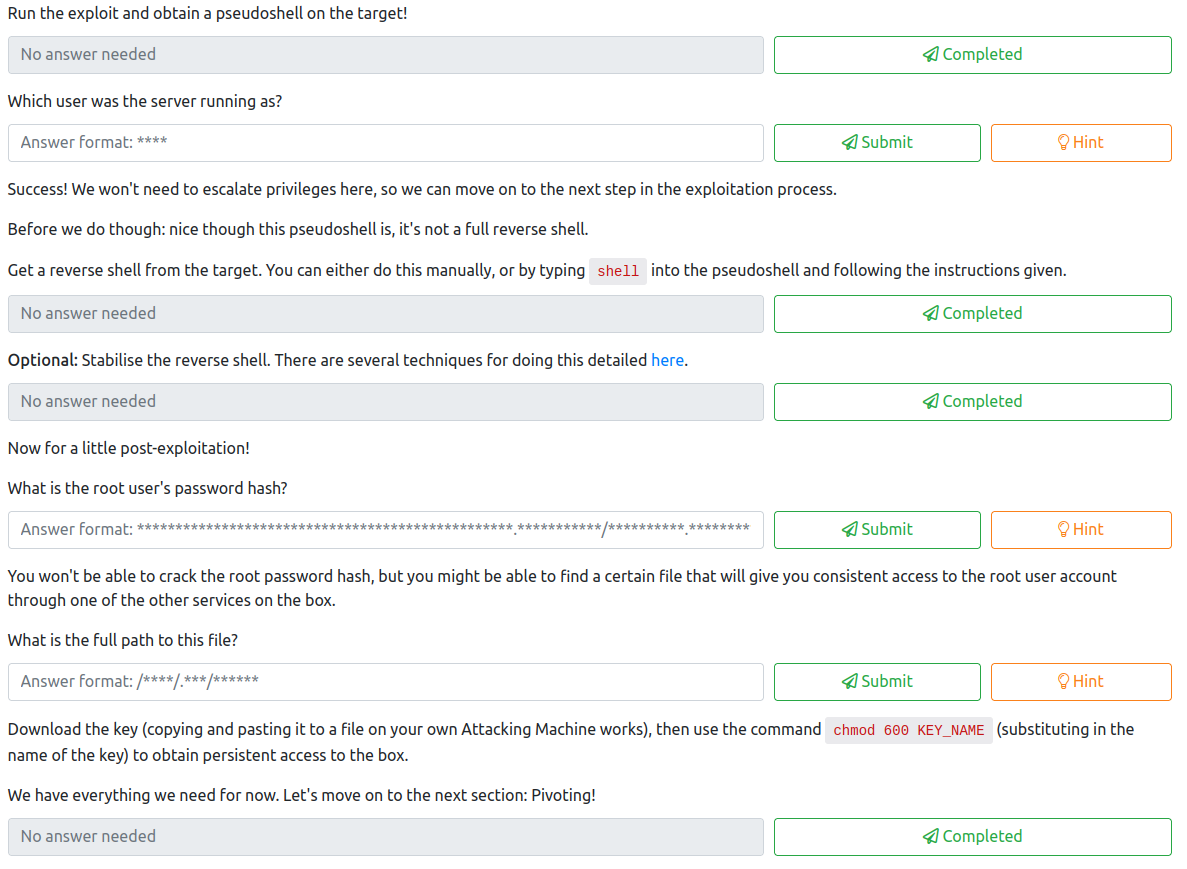 Run the exploit and obtain a pseudoshell on the target!
No answer needed
Completed
Which user was the server running as?
Answer format: ****
Submit
Hint
Success! We won't need to escalate privileges here, so we can move on to the next step in the exploitation process.
Before we do though: nice though this pseudoshell is, it's not a full reverse shell.
Get a reverse shell from the target. You can either do this manually, or by typing shell into the pseudoshell and following the instructions given.
No answer needed
Completed
Optional: Stabilise the reverse shell. There are several techniques for doing this detailed here.
No answer needed
Completed
Now for a little post-exploitation!
What is the root user's password hash?
Answer format: *************************************************.***********/**********.********
Submit
Hint
You won't be able to crack the root password hash, but you might be able to find a certain file that will give you consistent access to the root user account
through one of the other services on the box.
What is the full path to this file?
Answer format: /****/.***/******
Submit
Hint
Download the key (copying and pasting it to a file on your own Attacking Machine works), then use the command chmod 600 KEY_NAME (substituting in the
name of the key) to obtain persistent access to the box.
We have everything we need for now. Let's move on to the next section: Pivoting!
No answer needed
Completed